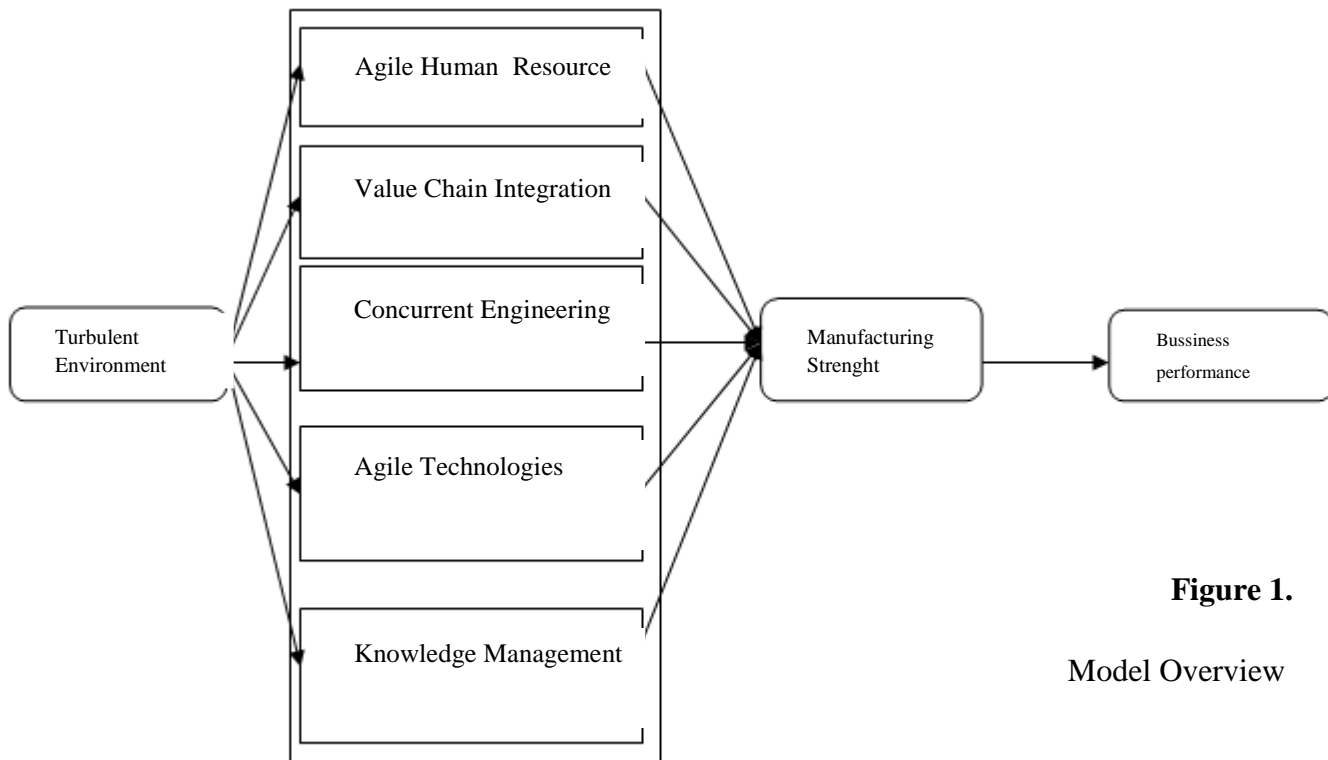 Agile Human Resource
Value Chain Integration
Concurrent Engineering
Turbulent
Environment
Manufacturing
Strenght
Bussiness
performance
Agile Technologies
Knowledge Management
Figure 1.
Model Overview